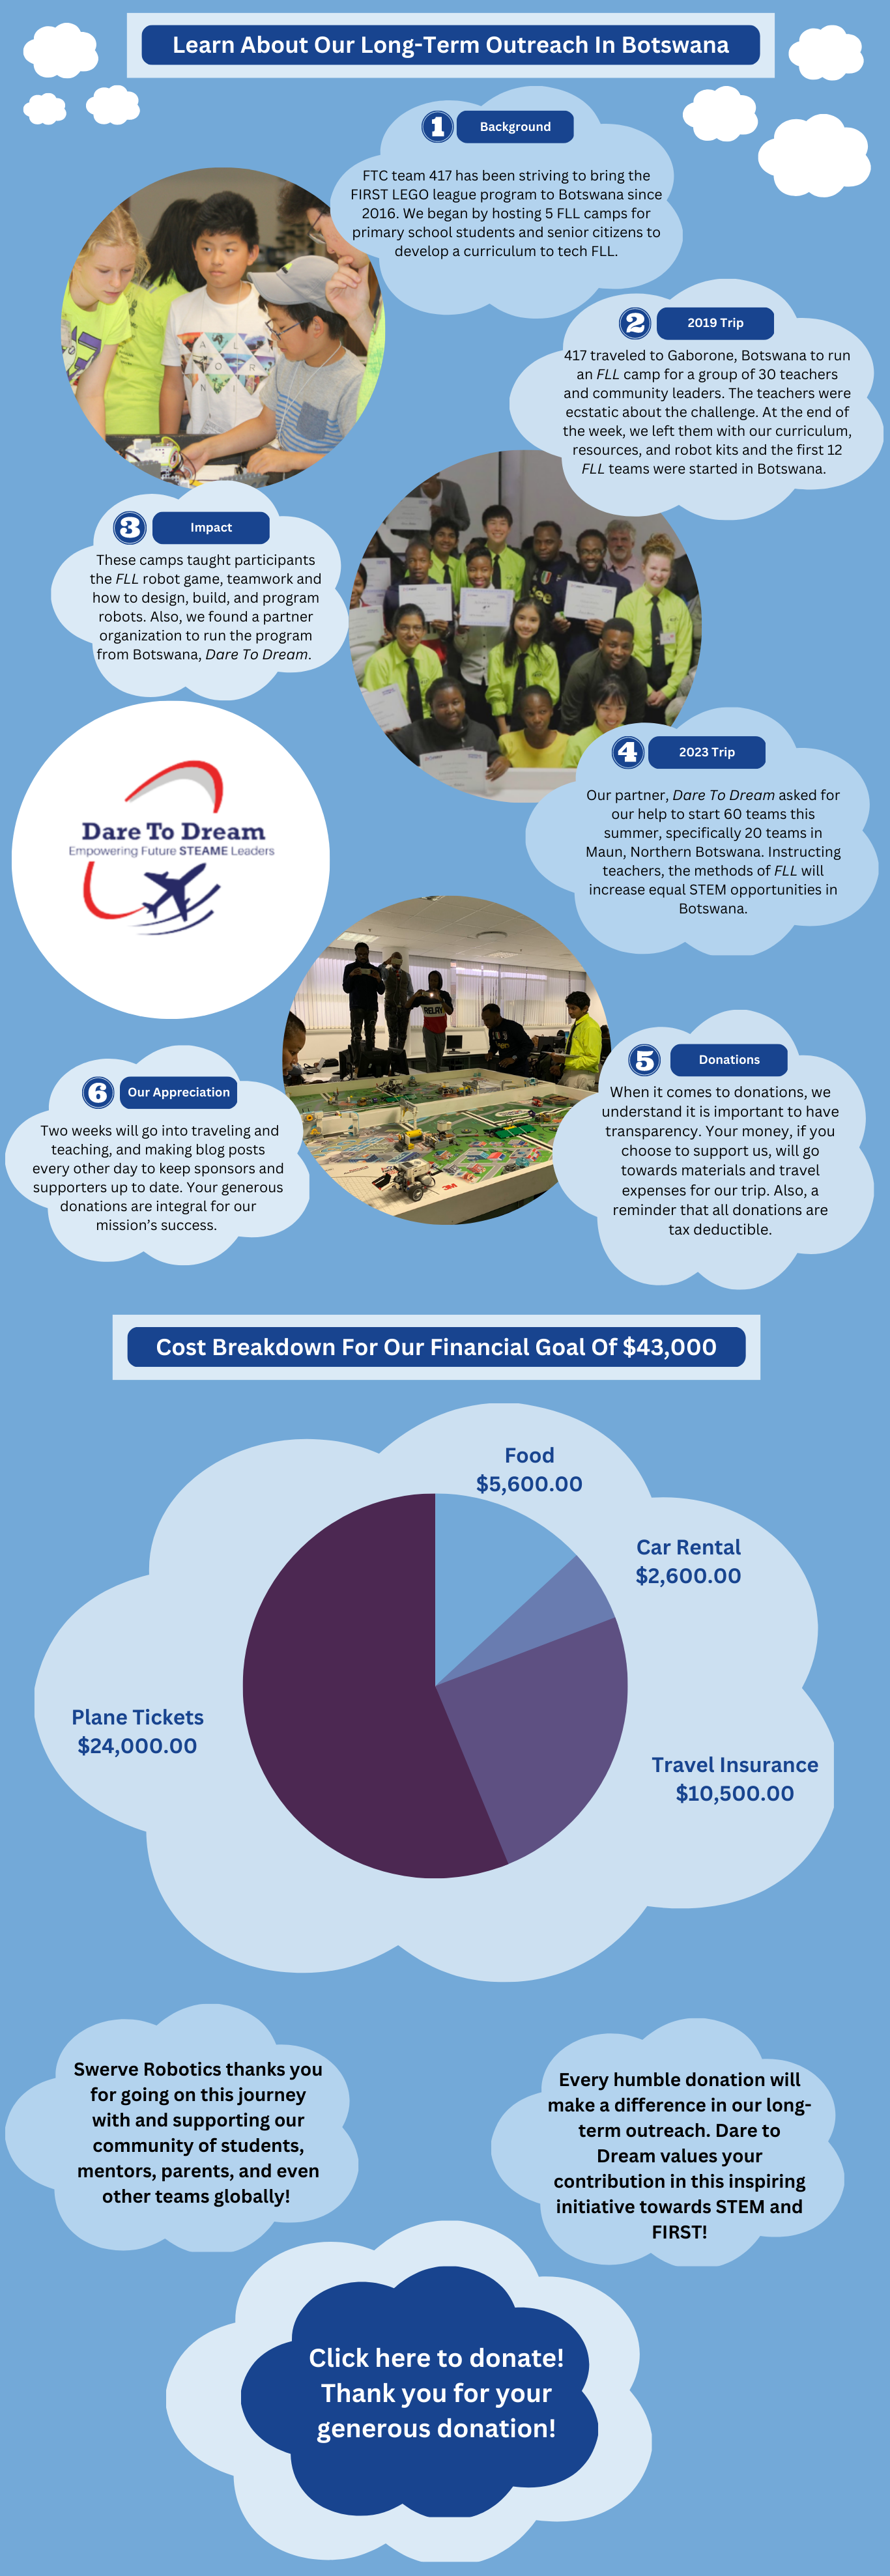 Learn About Our Long-Term Outreach In Botswana
1
Background
FTC team 417 has been striving to bring the
FIRST LEGO league program to Botswana since
2016. We began by hosting 5 FLL camps for
primary school students and senior citizens to
develop a curriculum to tech FLL.
2
2019 Trip
417 traveled to Gaborone, Botswana to run
an FLL camp for a group of 30 teachers
and community leaders. The teachers were
ecstatic about the challenge. At the end of
the week, we left them with our curriculum,
resources, and robot kits and the first 12
FLL teams were started in Botswana.
3
Impact
These camps taught participants
the FLL robot game, teamwork and
how to design, build, and program
robots. Also, we found a partner
organization to run the program
from Botswana, Dare To Dream.
Dare To Dream
Empowering Future STEAME Leaders
4
2023 Trip
Our partner, Dare To Dream asked for
our help to start 60 teams this
summer, specifically 20 teams in
Maun, Northern Botswana. Instructing
teachers, the methods of FLL will
increase equal STEM opportunities in
Botswana.
RELAY
3M
5
Donations
When it comes to donations, we
understand it is important to have
transparency. Your money, if you
choose to support us, will go
towards materials and travel
expenses for our trip. Also, a
reminder that all donations are
tax deductible.
6
Our Appreciation
Two weeks will go into traveling and
teaching, and making blog posts
every other day to keep sponsors and
supporters up to date. Your generous
donations are integral for our
mission's success.
Cost Breakdown For Our Financial Goal Of $43,000
Food
$5,600.00
Car Rental
$2,600.00
Plane Tickets
$24,000.00
Travel Insurance
$10,500.00
Swerve Robotics thanks you
for going on this journey
with and supporting our
community of students,
mentors, parents, and even
other teams globally!
Every humble donation will
make a difference in our long-
term outreach. Dare to
Dream values your
contribution in this inspiring
initiative towards STEM and
FIRST!
Click here to donate!
Thank you for your
generous donation!